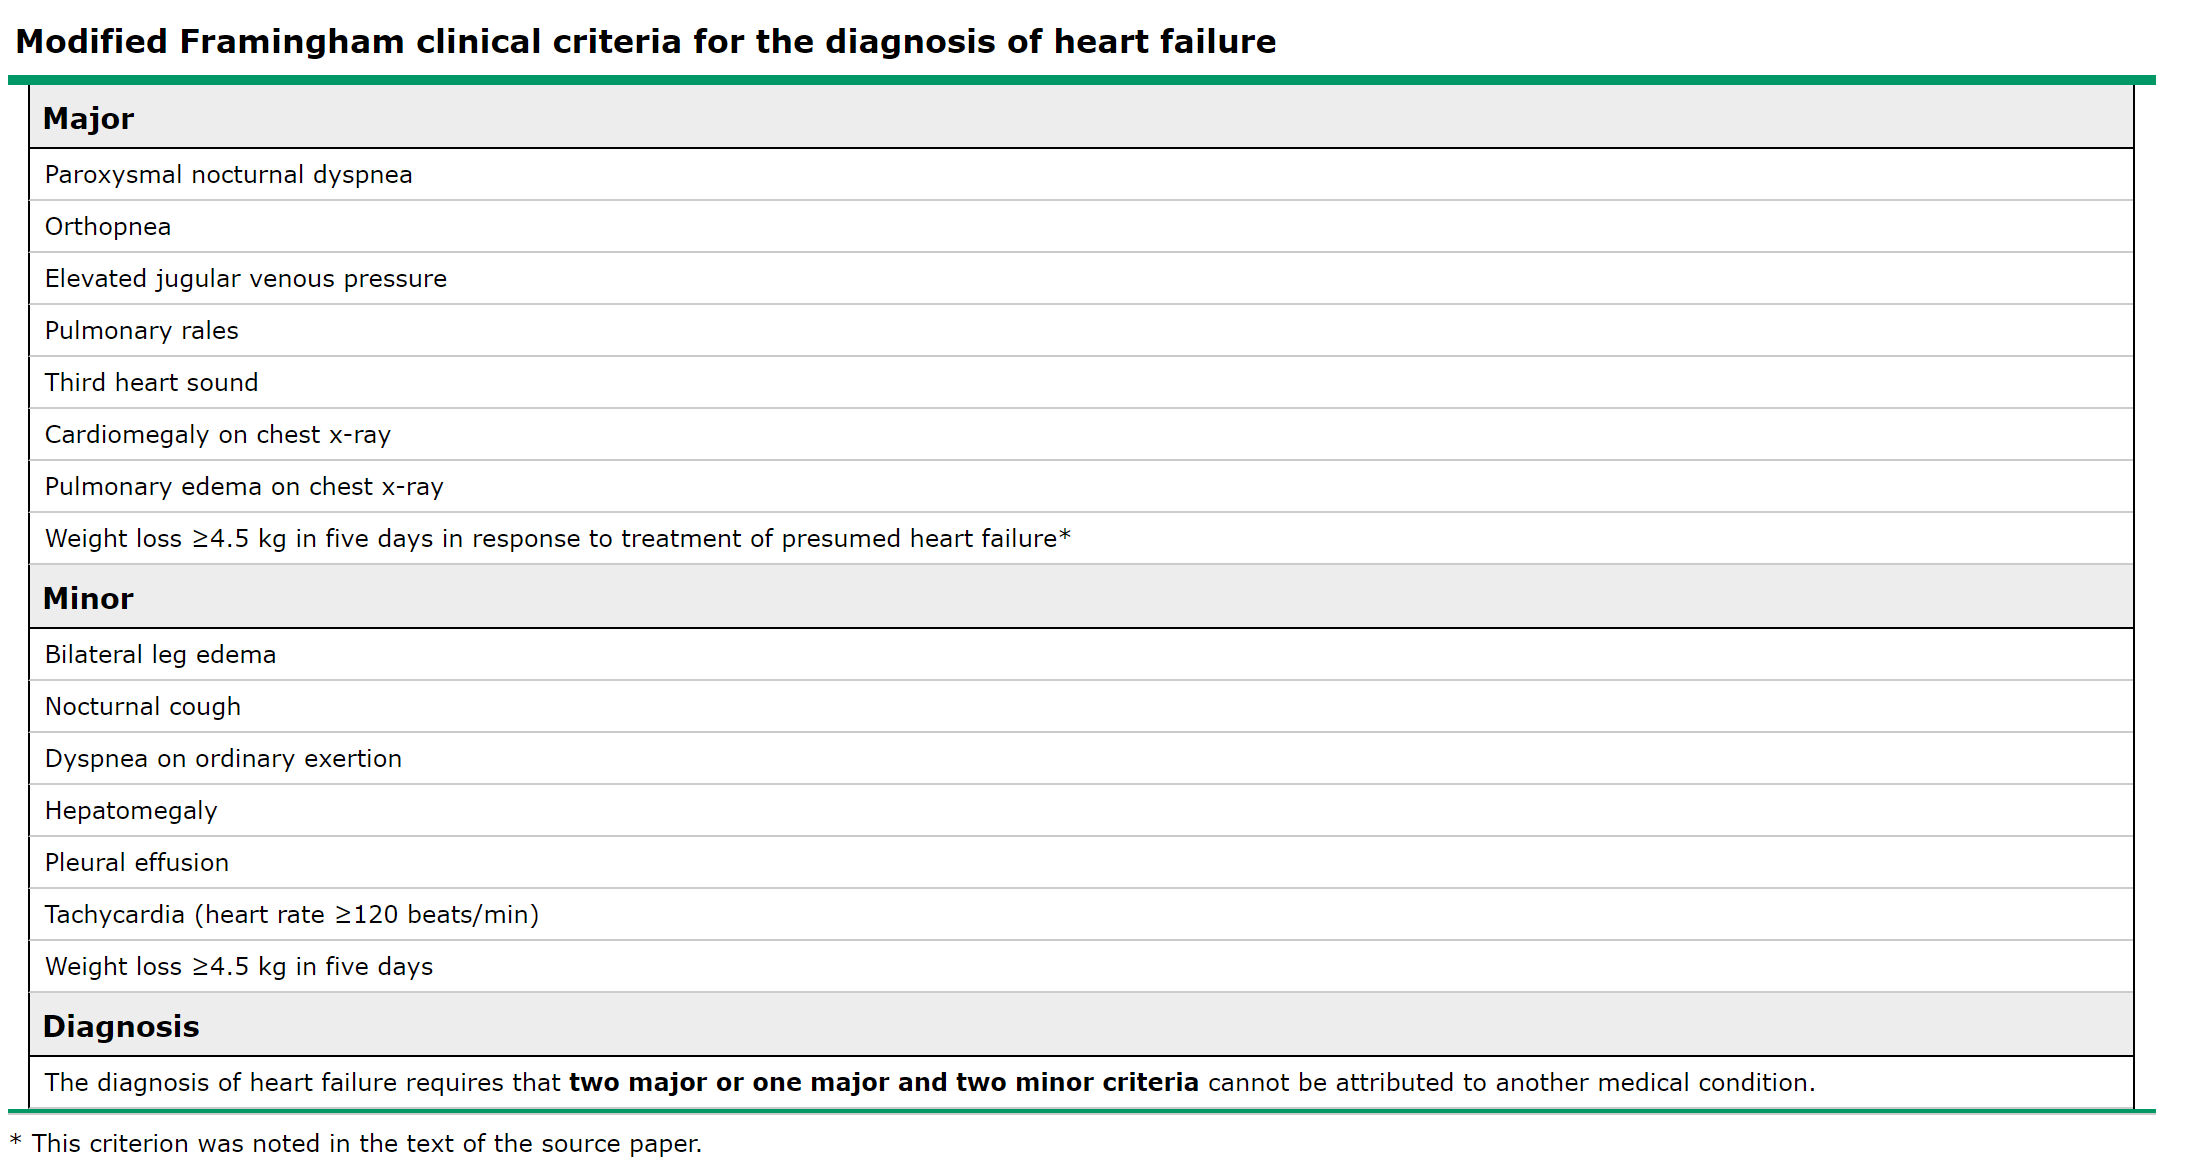 Modified Framingham clinical criteria for the diagnosis of heart failure
Major
Paroxysmal nocturnal dyspnea
Orthopnea
Elevated jugular venous pressure
Pulmonary rales
Third heart sound
Cardiomegaly on chest x-ray
Pulmonary edema on chest x-ray
Weight loss ≥4.5 kg in five days in response to treatment of presumed heart failure*
Minor
Bilateral leg edema
Nocturnal cough
Dyspnea on ordinary exertion
Hepatomegaly
Pleural effusion
Tachycardia (heart rate ≥120 beats/min)
Weight loss ≥4.5 kg in five days
Diagnosis
The diagnosis of heart failure requires that two major or one major and two minor criteria cannot be attributed to another medical condition.
* This criterion was noted in the text of the source paper.